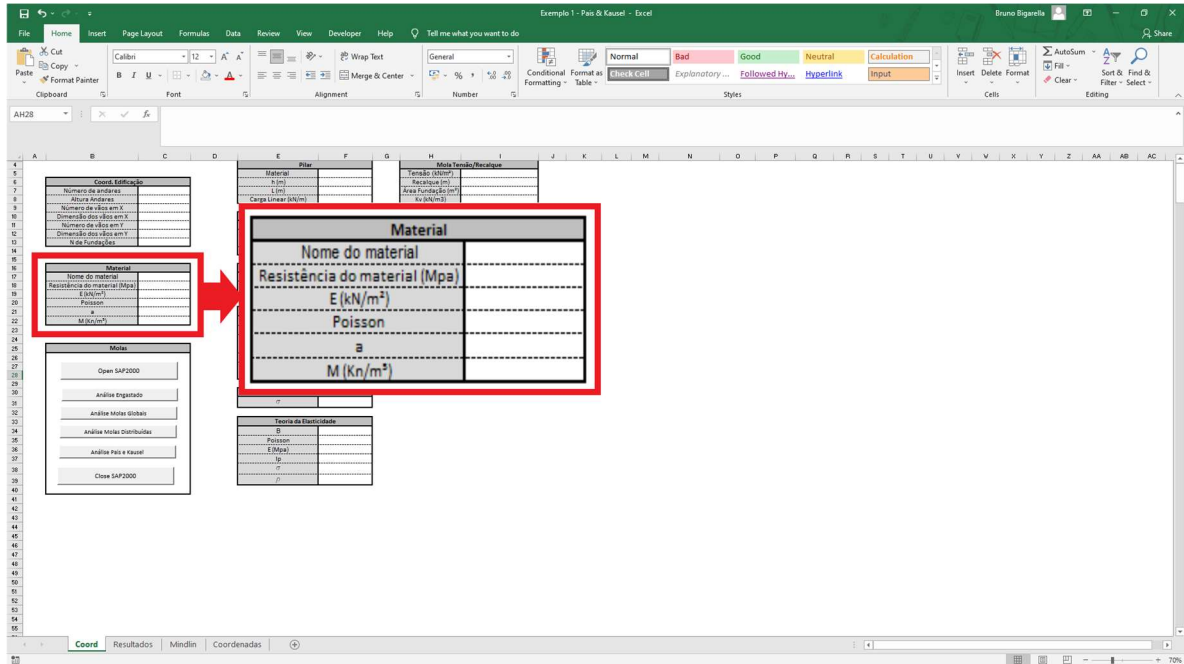 Exemplo 1 - Pais & Kausel - Excel
Bruno Bigarella
File Home Insert Page Layout Formulas Data Review View Developer Help Tell me what you want to do
Share
Paste
Cut
Copy
Format Painter
Clipboard
Calibri 12
B I U
Font
Wrap Text
Merge & Center
Alignment
General
Number
Conditional Formatting
Format as Table
Normal Bad Good Neutral Calculation
Check Cell Explanatory ... Followed Hy... Hyperlink Input
Styles
Insert Delete Format
Cells
AutoSum
Fill
Clear
Sort & Filter
Find & Select
Editing
AH28 fx
A B C D E F G H I J K L M N O P Q R S T U V W X Y Z AA AB AC
Coord. Edificação
Número de andares
Altura Andares
Número de vãos em X
Dimensão dos vãos em X
Número de vãos em Y
Dimensão dos vãos em Y
N de Fundações
Material
Nome do material
Resistência do material (Mpa)
E (kN/m²)
Poisson
a
M (Kn/m³)
Molas
Open SAP2000
Análise Engastado
Análise Molas Globais
Análise Molas Distribuídas
Análise Pais e Kausel
Close SAP2000
Pilar
Material
h (m)
L (m)
Carga Linear (kN/m)
Mola Tensão/Recalque
Tensão (kN/m²)
Recalque (m)
Área Fundação (m²)
Kv (kN/m3)
Material
Nome do material
Resistência do material (Mpa)
E (kN/m²)
Poisson
a
M (Kn/m³)
σ
Teoria da Elasticidade
B
Poisson
E (Mpa)
Ip
σ
ρ
Coord Resultados Mindlin Coordenadas
70%